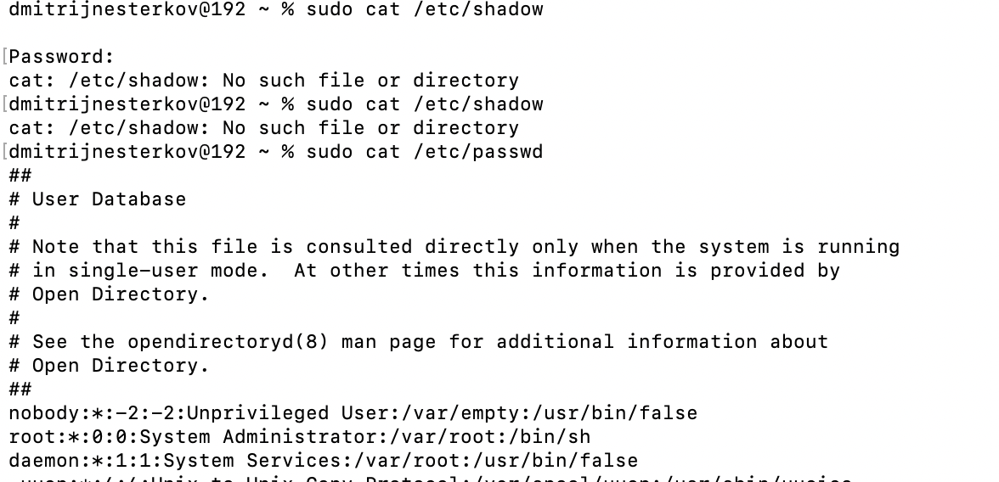 dmitrijnesterkov@192 ~ % sudo cat /etc/shadow
[Password:
cat: /etc/shadow: No such file or directory
[dmitrijnesterkov@192 ~ % sudo cat /etc/shadow
cat: /etc/shadow: No such file or directory
[dmitrijnesterkov@192 ~ % sudo cat /etc/passwd
##
# User Database
#
# Note that this file is consulted directly only when the system is running
# in single-user mode.  At other times this information is provided by
# Open Directory.
#
# See the opendirectoryd(8) man page for additional information about
# Open Directory.
##
nobody:*:-2:-2:Unprivileged User:/var/empty:/usr/bin/false
root:*:0:0:System Administrator:/var/root:/bin/sh
daemon:*:1:1:System Services:/var/root:/usr/bin/false